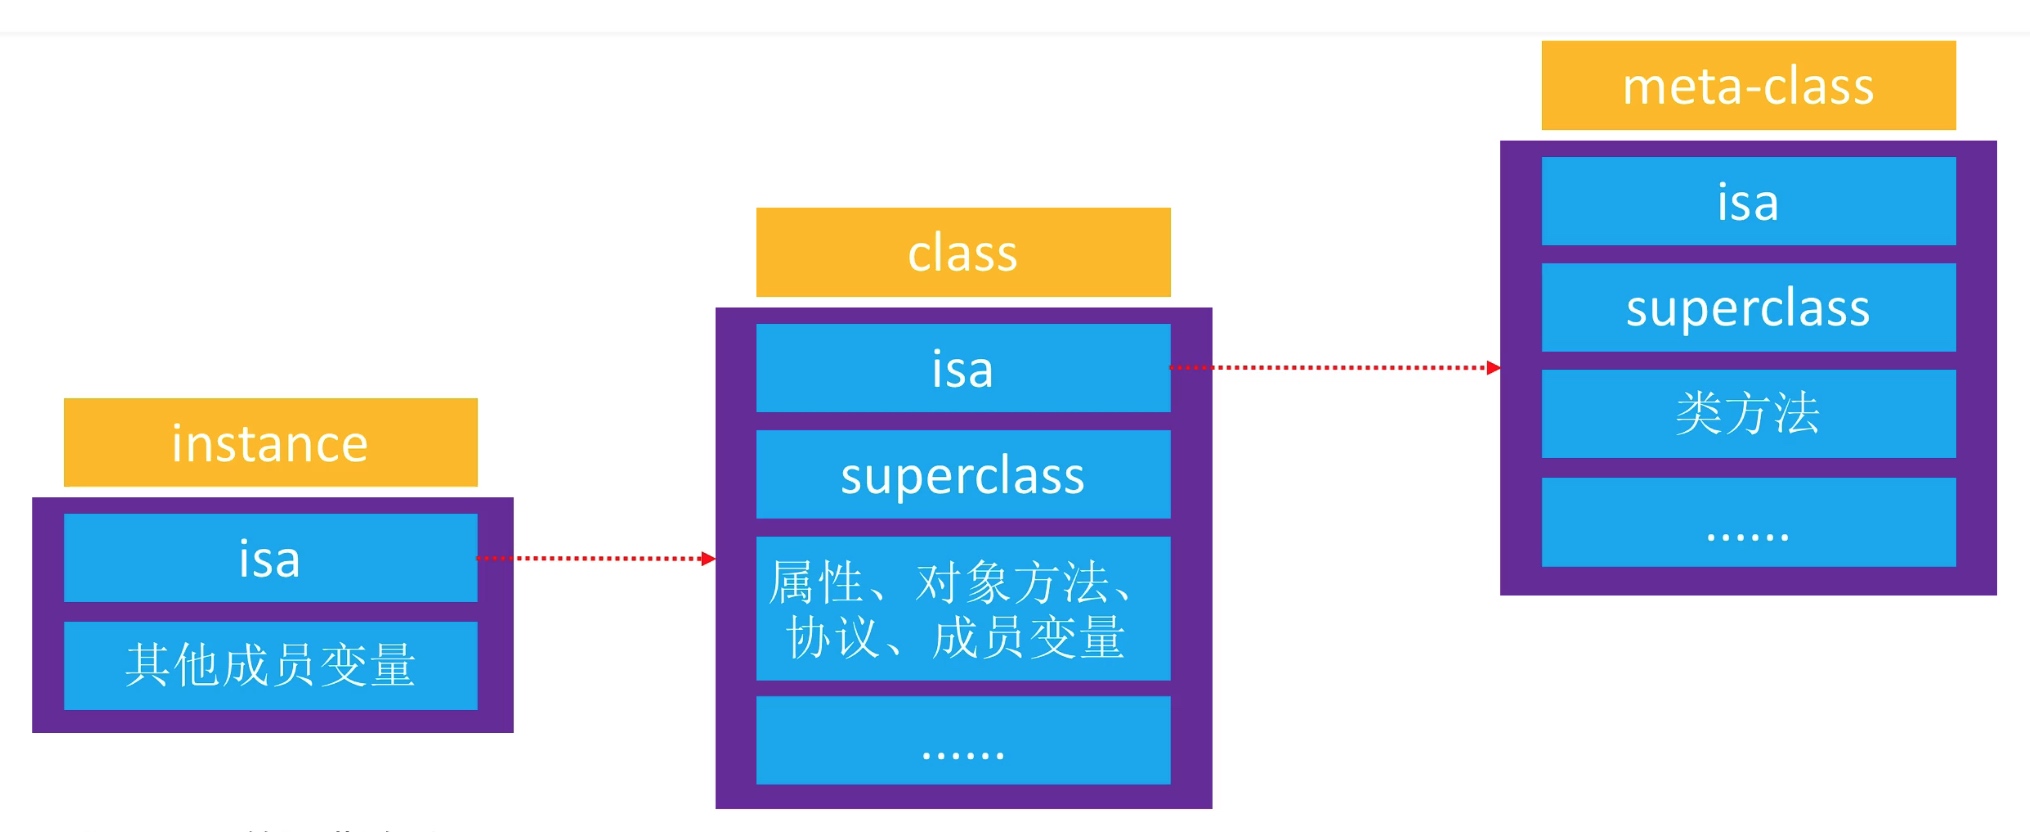 instance
isa
其他成员变量
class
isa
superclass
属性、对象方法、
协议、成员变量
......
meta-class
isa
superclass
类方法
......